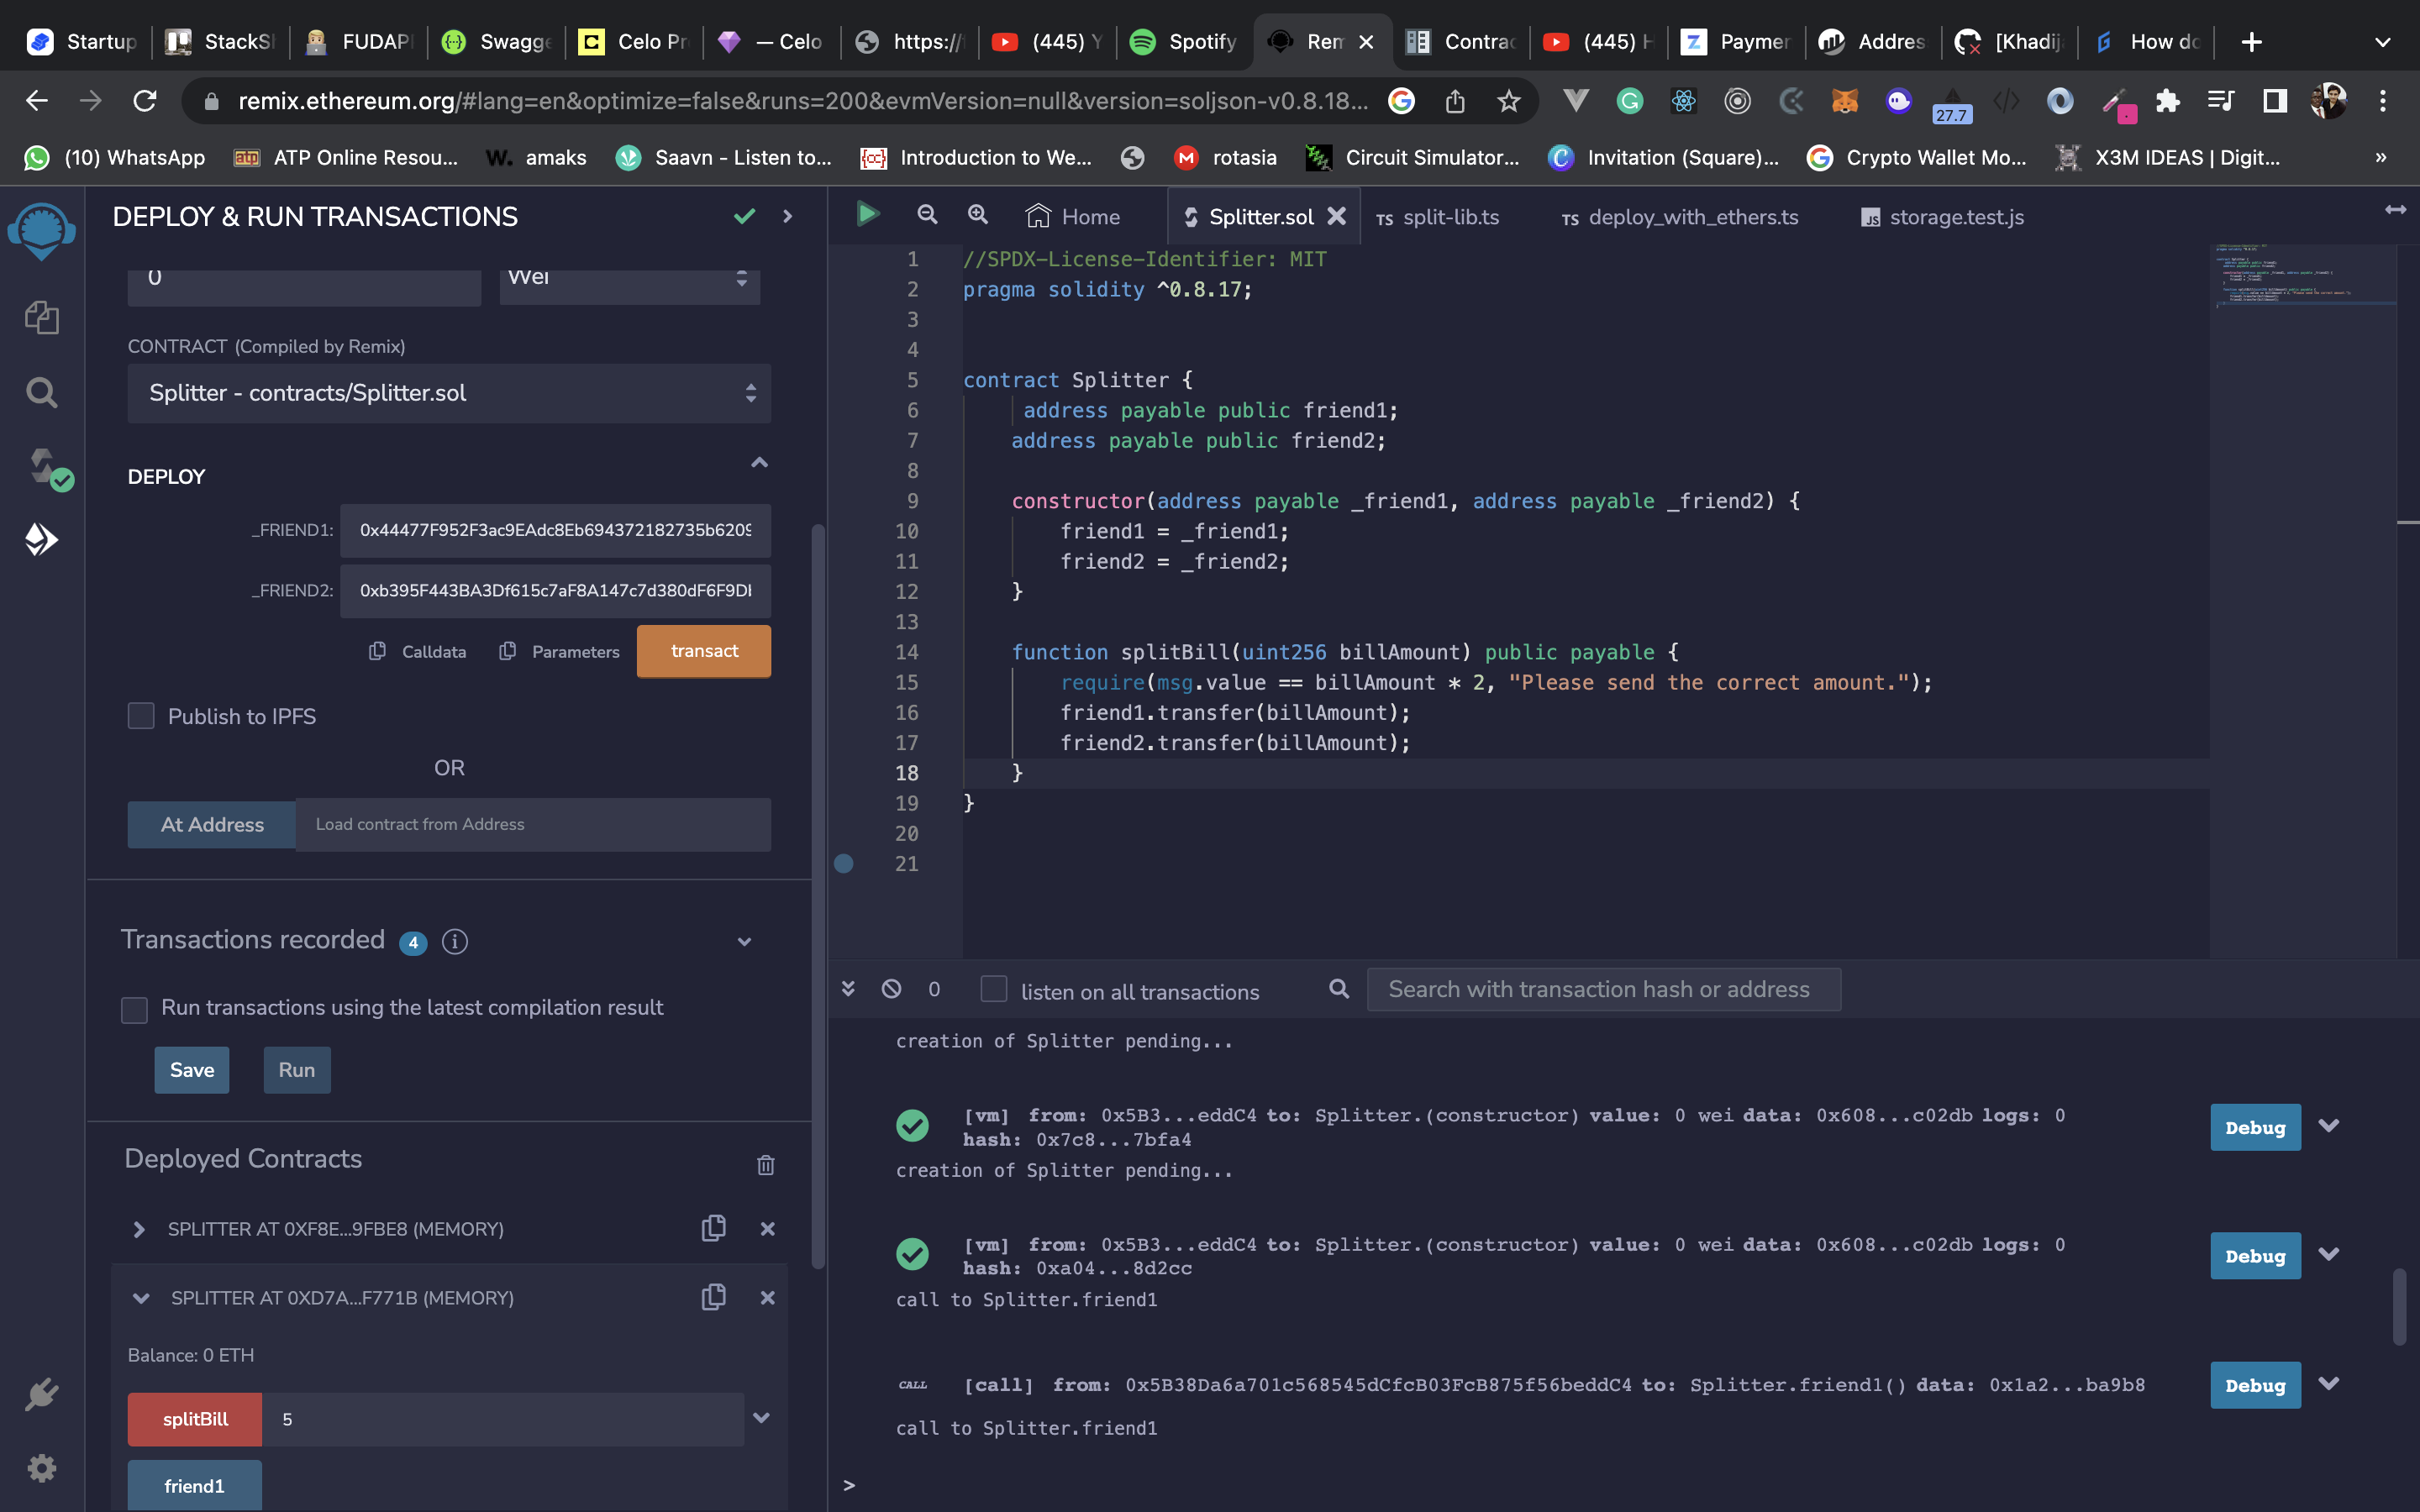 Startup
StackSl
FUDAPI
Swagge
Celo Pr
— Celo
https://
(445) Y
Spotify
Rem
Contrac
(445) H
Paymen
Addres
[Khadij
How do
remix.ethereum.org/#lang=en&optimize=false&runs=200&evmVersion=null&version=soljson-v0.8.18...
27.7
(10) WhatsApp
ATP Online Resou...
W. amaks
Saavn - Listen to...
Introduction to We...
rotasia
Circuit Simulator...
Invitation (Square)...
Crypto Wallet Mo...
X3M IDEAS | Digit...
»
DEPLOY & RUN TRANSACTIONS
0
Wei
CONTRACT (Compiled by Remix)
Splitter - contracts/Splitter.sol
DEPLOY
_FRIEND1: 0x44477F952F3ac9EAdc8Eb694372182735b6209
_FRIEND2: 0xb395F443BA3Df615c7aF8A147c7d380dF6F9Dl
Calldata
Parameters
transact
Publish to IPFS
OR
At Address
Load contract from Address
Transactions recorded 4
Run transactions using the latest compilation result
Save
Run
Deployed Contracts
SPLITTER AT 0XF8E...9FBE8 (MEMORY)
SPLITTER AT 0XD7A...F771B (MEMORY)
Balance: 0 ETH
splitBill
5
friend1
Home
Splitter.sol
TS split-lib.ts
TS deploy_with_ethers.ts
JS storage.test.js
1 //SPDX-License-Identifier: MIT
2 pragma solidity ^0.8.17;
3
4
5 contract Splitter {
6 address payable public friend1;
7 address payable public friend2;
8
9 constructor(address payable _friend1, address payable _friend2) {
10 friend1 = _friend1;
11 friend2 = _friend2;
12 }
13
14 function splitBill(uint256 billAmount) public payable {
15 require(msg.value == billAmount * 2, "Please send the correct amount.");
16 friend1.transfer(billAmount);
17 friend2.transfer(billAmount);
18 }
19 }
20
21
0
listen on all transactions
Search with transaction hash or address
creation of Splitter pending...
[vm] from: 0x5B3...eddC4 to: Splitter.(constructor) value: 0 wei data: 0x608...c02db logs: 0
hash: 0x7c8...7bfa4
Debug
creation of Splitter pending...
[vm] from: 0x5B3...eddC4 to: Splitter.(constructor) value: 0 wei data: 0x608...c02db logs: 0
hash: 0xa04...8d2cc
Debug
call to Splitter.friend1
CALL [call] from: 0x5B38Da6a701c568545dCfcB03FcB875f56beddC4 to: Splitter.friend1() data: 0x1a2...ba9b8
Debug
call to Splitter.friend1
>